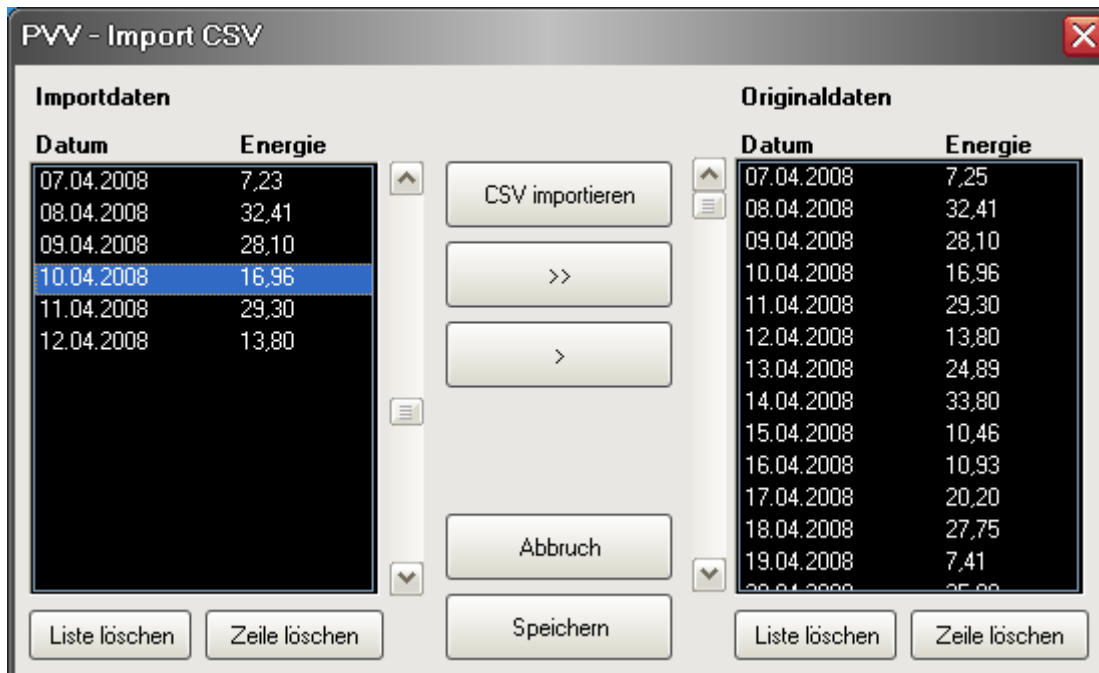 PVV - Import CSV
Importdaten
Datum Energie
07.04.2008 7,23
08.04.2008 32,41
09.04.2008 28,10
10.04.2008 16,96
11.04.2008 29,30
12.04.2008 13,80
Liste löschen
Zeile löschen
CSV importieren
>>
>
Abbruch
Speichern
Originaldaten
Datum Energie
07.04.2008 7,25
08.04.2008 32,41
09.04.2008 28,10
10.04.2008 16,96
11.04.2008 29,30
12.04.2008 13,80
13.04.2008 24,89
14.04.2008 33,80
15.04.2008 10,46
16.04.2008 10,93
17.04.2008 20,20
18.04.2008 27,75
19.04.2008 7,41
Liste löschen
Zeile löschen